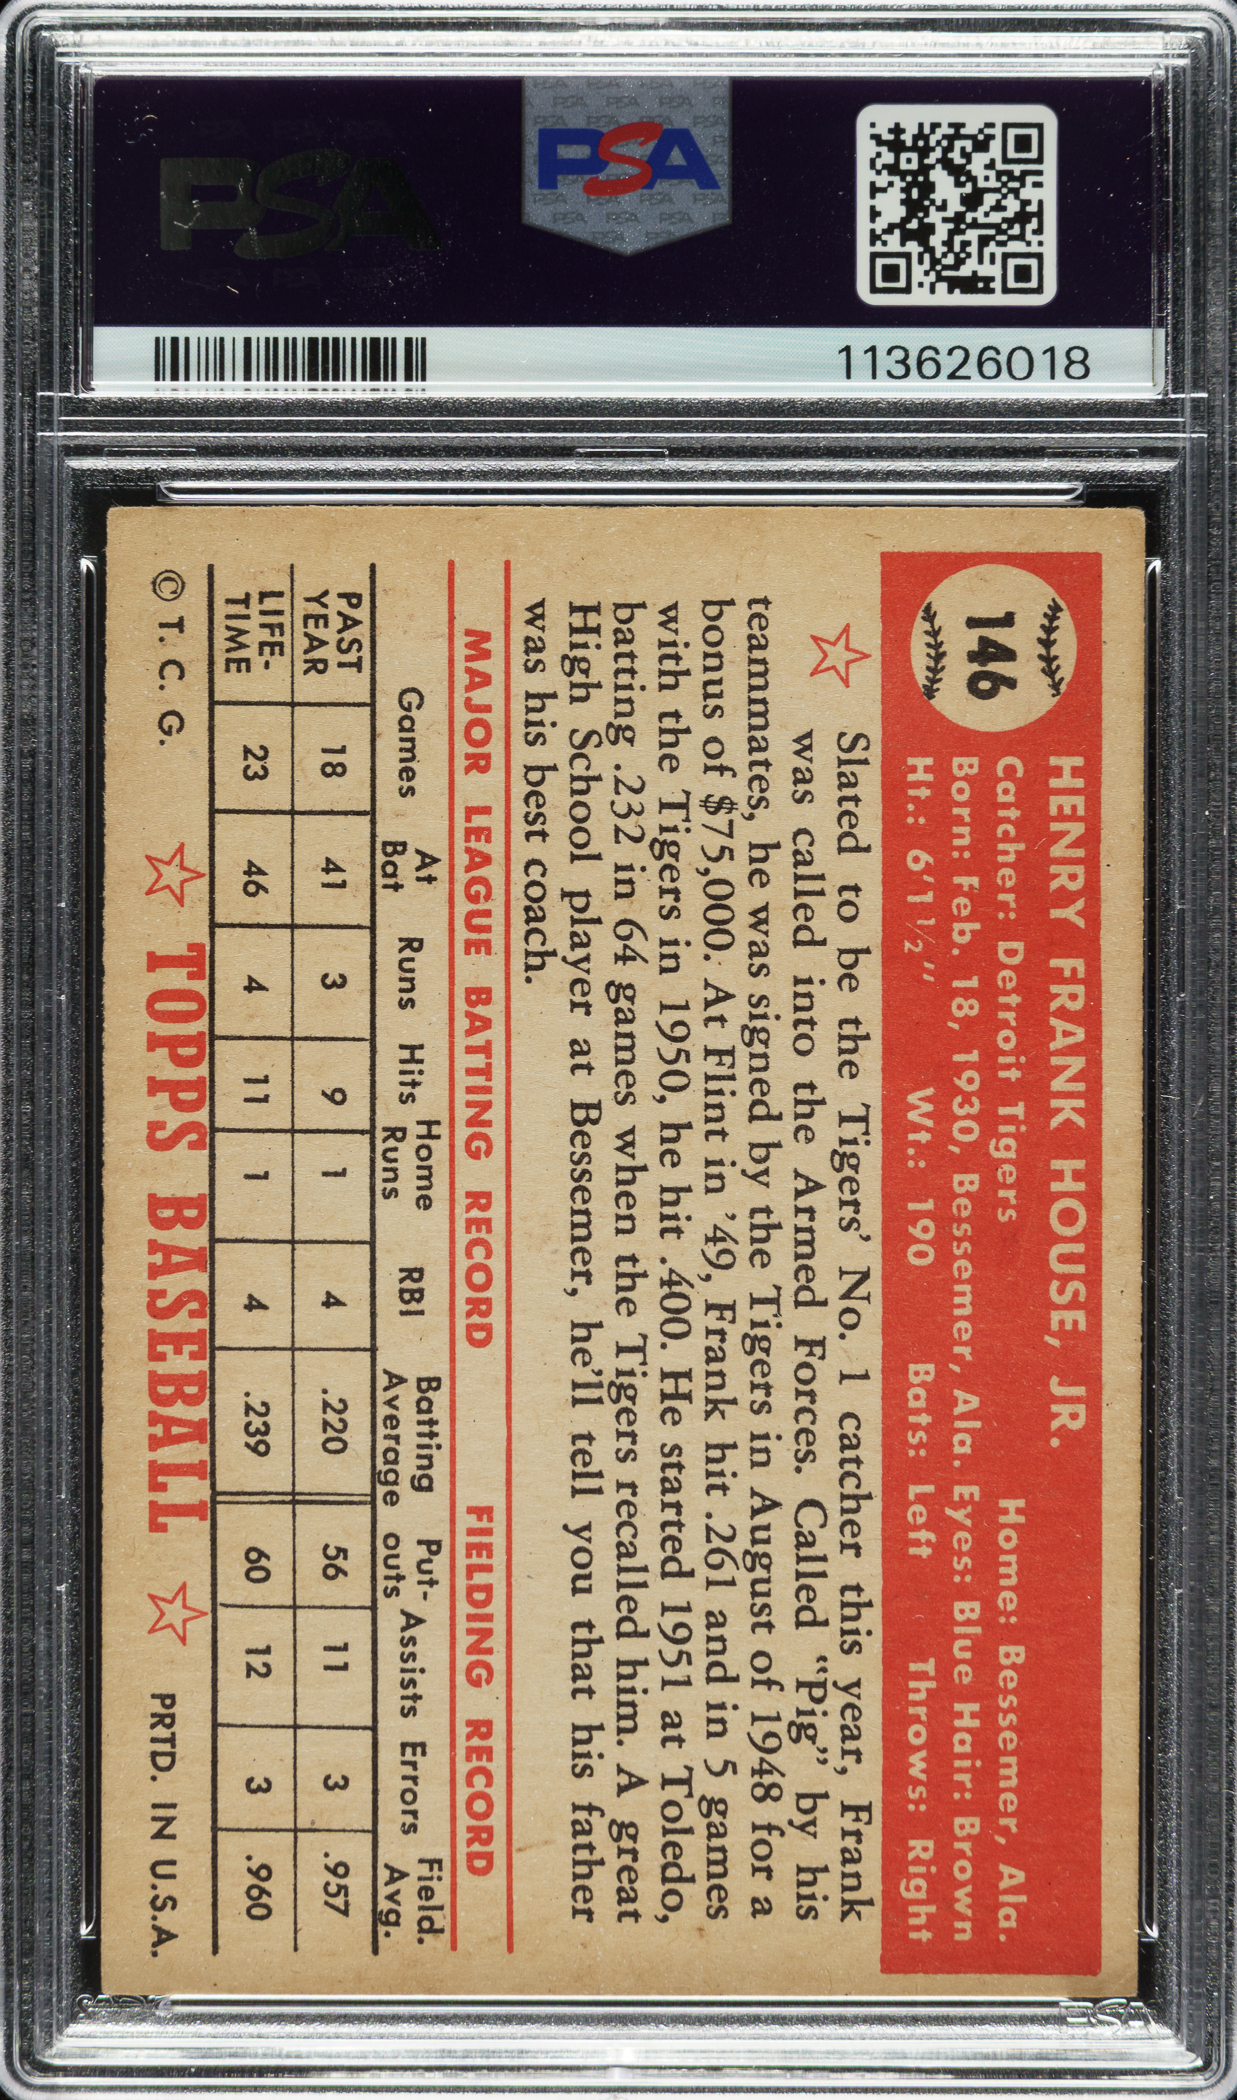 PSA
PSA
113626018
146
HENRY FRANK HOUSE, JR.
Catcher: Detroit Tigers Home: Bessemer, Ala.
Born: Feb. 18, 1930, Bessemer, Ala. Eyes: Blue Hair: Brown
Ht.: 6'1½" Wt.: 190 Bats: Left Throws: Right
Slated to be the Tigers' No. 1 catcher this year, Frank
was called into the Armed Forces. Called "Pig" by his
teammates, he was signed by the Tigers in August of 1948 for a
bonus of $75,000. At Flint in '49, Frank hit .261 and in 5 games
with the Tigers in 1950, he hit .400. He started 1951 at Toledo,
batting .232 in 64 games when the Tigers recalled him. A great
High School player at Bessemer, he'll tell you that his father
was his best coach.
MAJOR LEAGUE BATTING RECORD FIELDING RECORD
Games At Bat Runs Hits Home Runs RBI Batting Average Put-outs Assists Errors Field. Avg.
PAST YEAR 18 41 3 9 1 4 .220 56 11 3 .957
LIFE-TIME 23 46 4 11 1 4 .239 60 12 3 .960
© T. C. G. TOPPS BASEBALL PRTD. IN U.S.A.
PSA